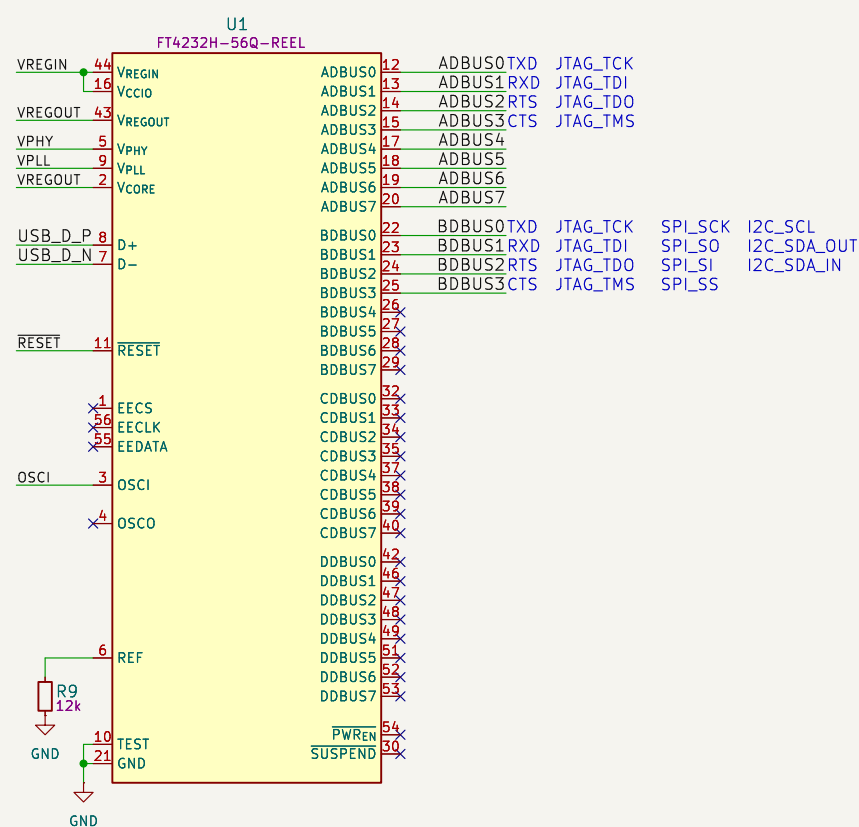 U1
FT4232H-56Q-REEL
VREGIN 44 VREGIN ADBUS0 12 ADBUS0 TXD JTAG_TCK
16 VCCIO ADBUS1 13 ADBUS1 RXD JTAG_TDI
ADBUS2 14 ADBUS2 RTS JTAG_TDO
VREGOUT 43 VREGOUT ADBUS3 15 ADBUS3 CTS JTAG_TMS
VPHY 5 VPHY ADBUS4 17 ADBUS4
VPLL 9 VPLL ADBUS5 18 ADBUS5
VREGOUT 2 VCORE ADBUS6 19 ADBUS6
ADBUS7 20 ADBUS7
BDBUS0 22 BDBUS0 TXD JTAG_TCK SPI_SCK I2C_SCL
USB_D_P 8 D+ BDBUS1 23 BDBUS1 RXD JTAG_TDI SPI_SO I2C_SDA_OUT
USB_D_N 7 D- BDBUS2 24 BDBUS2 RTS JTAG_TDO SPI_SI I2C_SDA_IN
BDBUS3 25 BDBUS3 CTS JTAG_TMS SPI_SS
BDBUS4 26
BDBUS5 27
RESET 11 RESET BDBUS6 28
BDBUS7 29
CDBUS0 32
1 EECS CDBUS1 33
56 EECLK CDBUS2 34
55 EEDATA CDBUS3 35
CDBUS4 37
OSCI 3 OSCI CDBUS5 38
CDBUS6 39
4 OSCO CDBUS7 40
DDBUS0 42
DDBUS1 46
DDBUS2 47
DDBUS3 48
DDBUS4 49
6 REF DDBUS5 51
DDBUS6 52
R9 DDBUS7 53
12k
GND
PWREN 54
10 TEST SUSPEND 30
21 GND
GND